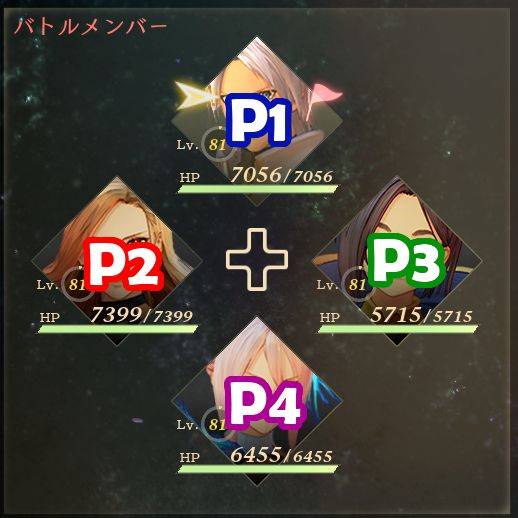 バトルメンバー
P1
Lv. 81
HP 7056/7056
P2
Lv. 81
HP 7399/7399
P3
Lv. 81
HP 5715/5715
P4
Lv. 81
HP 6455/6455